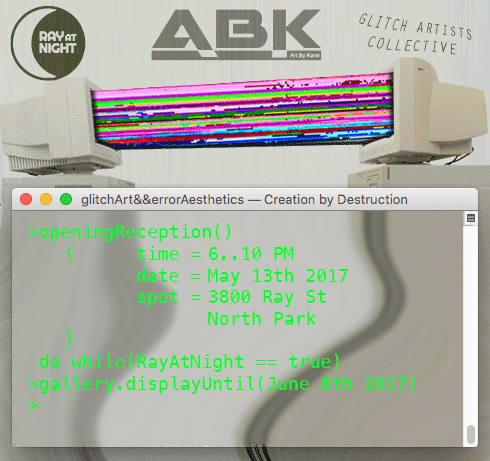 RAY AT
NIGHT
ABK
Art By Kami
GLITCH ARTISTS
COLLECTIVE
glitchArt&&errorAesthetics — Creation by Destruction
>openingReception()
{ time = 6..10 PM
date = May 13th 2017
spot = 3800 Ray St
North Park
}
do while(RayAtNight == true)
>gallery.displayUntil(June 8th 2017)
>